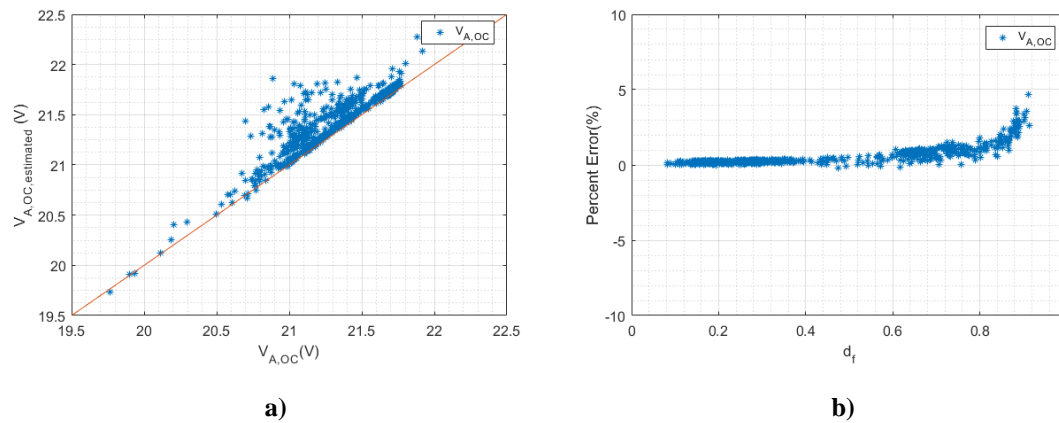 22.5
22
21.5
21
20.5
20
19.5
V_A,OC,estimated (V)
19.5 20 20.5 21 21.5 22 22.5
V_A,OC(V)
V_A,OC
a)
10
5
0
-5
-10
Percent Error(%)
0 0.2 0.4 0.6 0.8
d_f
V_A,OC
b)